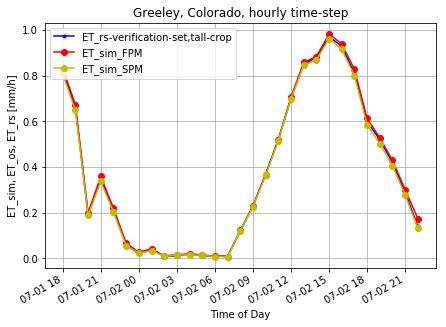 Greeley, Colorado, hourly time-step
ET_rs-verification-set,tall-crop
ET_sim_FPM
ET_sim_SPM
ET_sim, ET_os, ET_rs [mm/h]
1.0
0.8
0.6
0.4
0.2
0.0
07-01 18
07-01 21
07-02 00
07-02 03
07-02 06
07-02 09
07-02 12
07-02 15
07-02 18
07-02 21
Time of Day